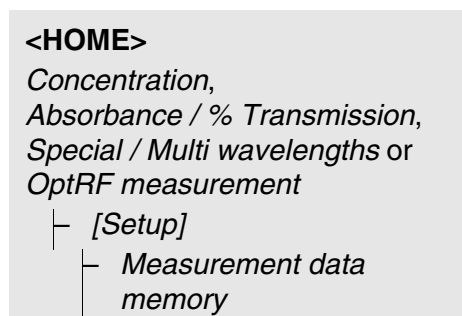 <HOME>
Concentration,
Absorbance / % Transmission,
Special / Multi wavelengths or
OptRF measurement
– [Setup]
– Measurement data
memory